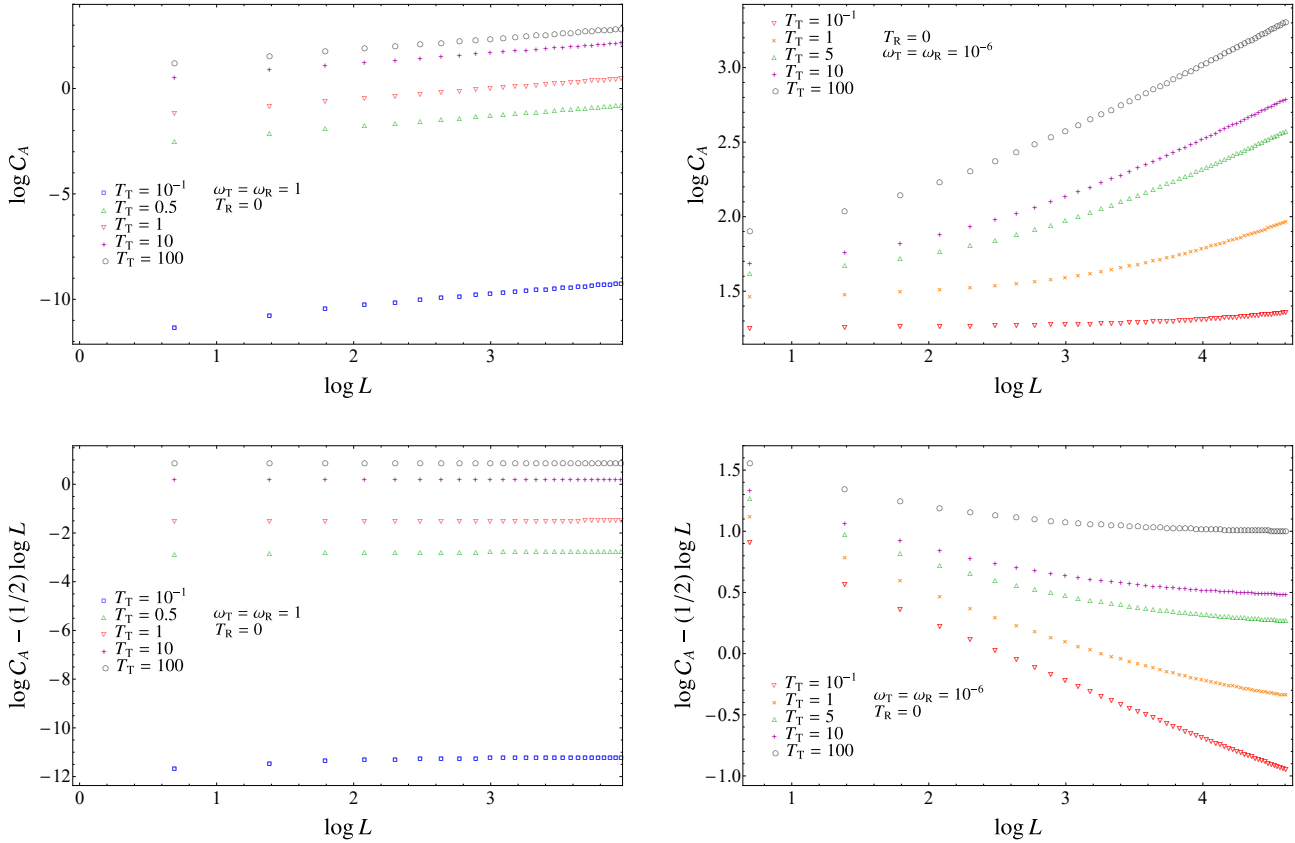 log C_A
0
−5
−10
T_T = 10⁻¹
T_T = 0.5
T_T = 1
T_T = 10
T_T = 100
ω_T = ω_R = 1
T_R = 0
0 1 2 3
log L
log C_A
3.0
2.5
2.0
1.5
T_T = 10⁻¹
T_T = 1
T_T = 5
T_T = 10
T_T = 100
T_R = 0
ω_T = ω_R = 10⁻⁶
1 2 3 4
log L
log C_A − (1/2) log L
0
−2
−4
−6
−8
−10
−12
T_T = 10⁻¹
T_T = 0.5
T_T = 1
T_T = 10
T_T = 100
ω_T = ω_R = 1
T_R = 0
0 1 2 3
log L
log C_A − (1/2) log L
1.5
1.0
0.5
0.0
−0.5
−1.0
T_T = 10⁻¹
T_T = 1
T_T = 5
T_T = 10
T_T = 100
ω_T = ω_R = 10⁻⁶
T_R = 0
1 2 3 4
log L